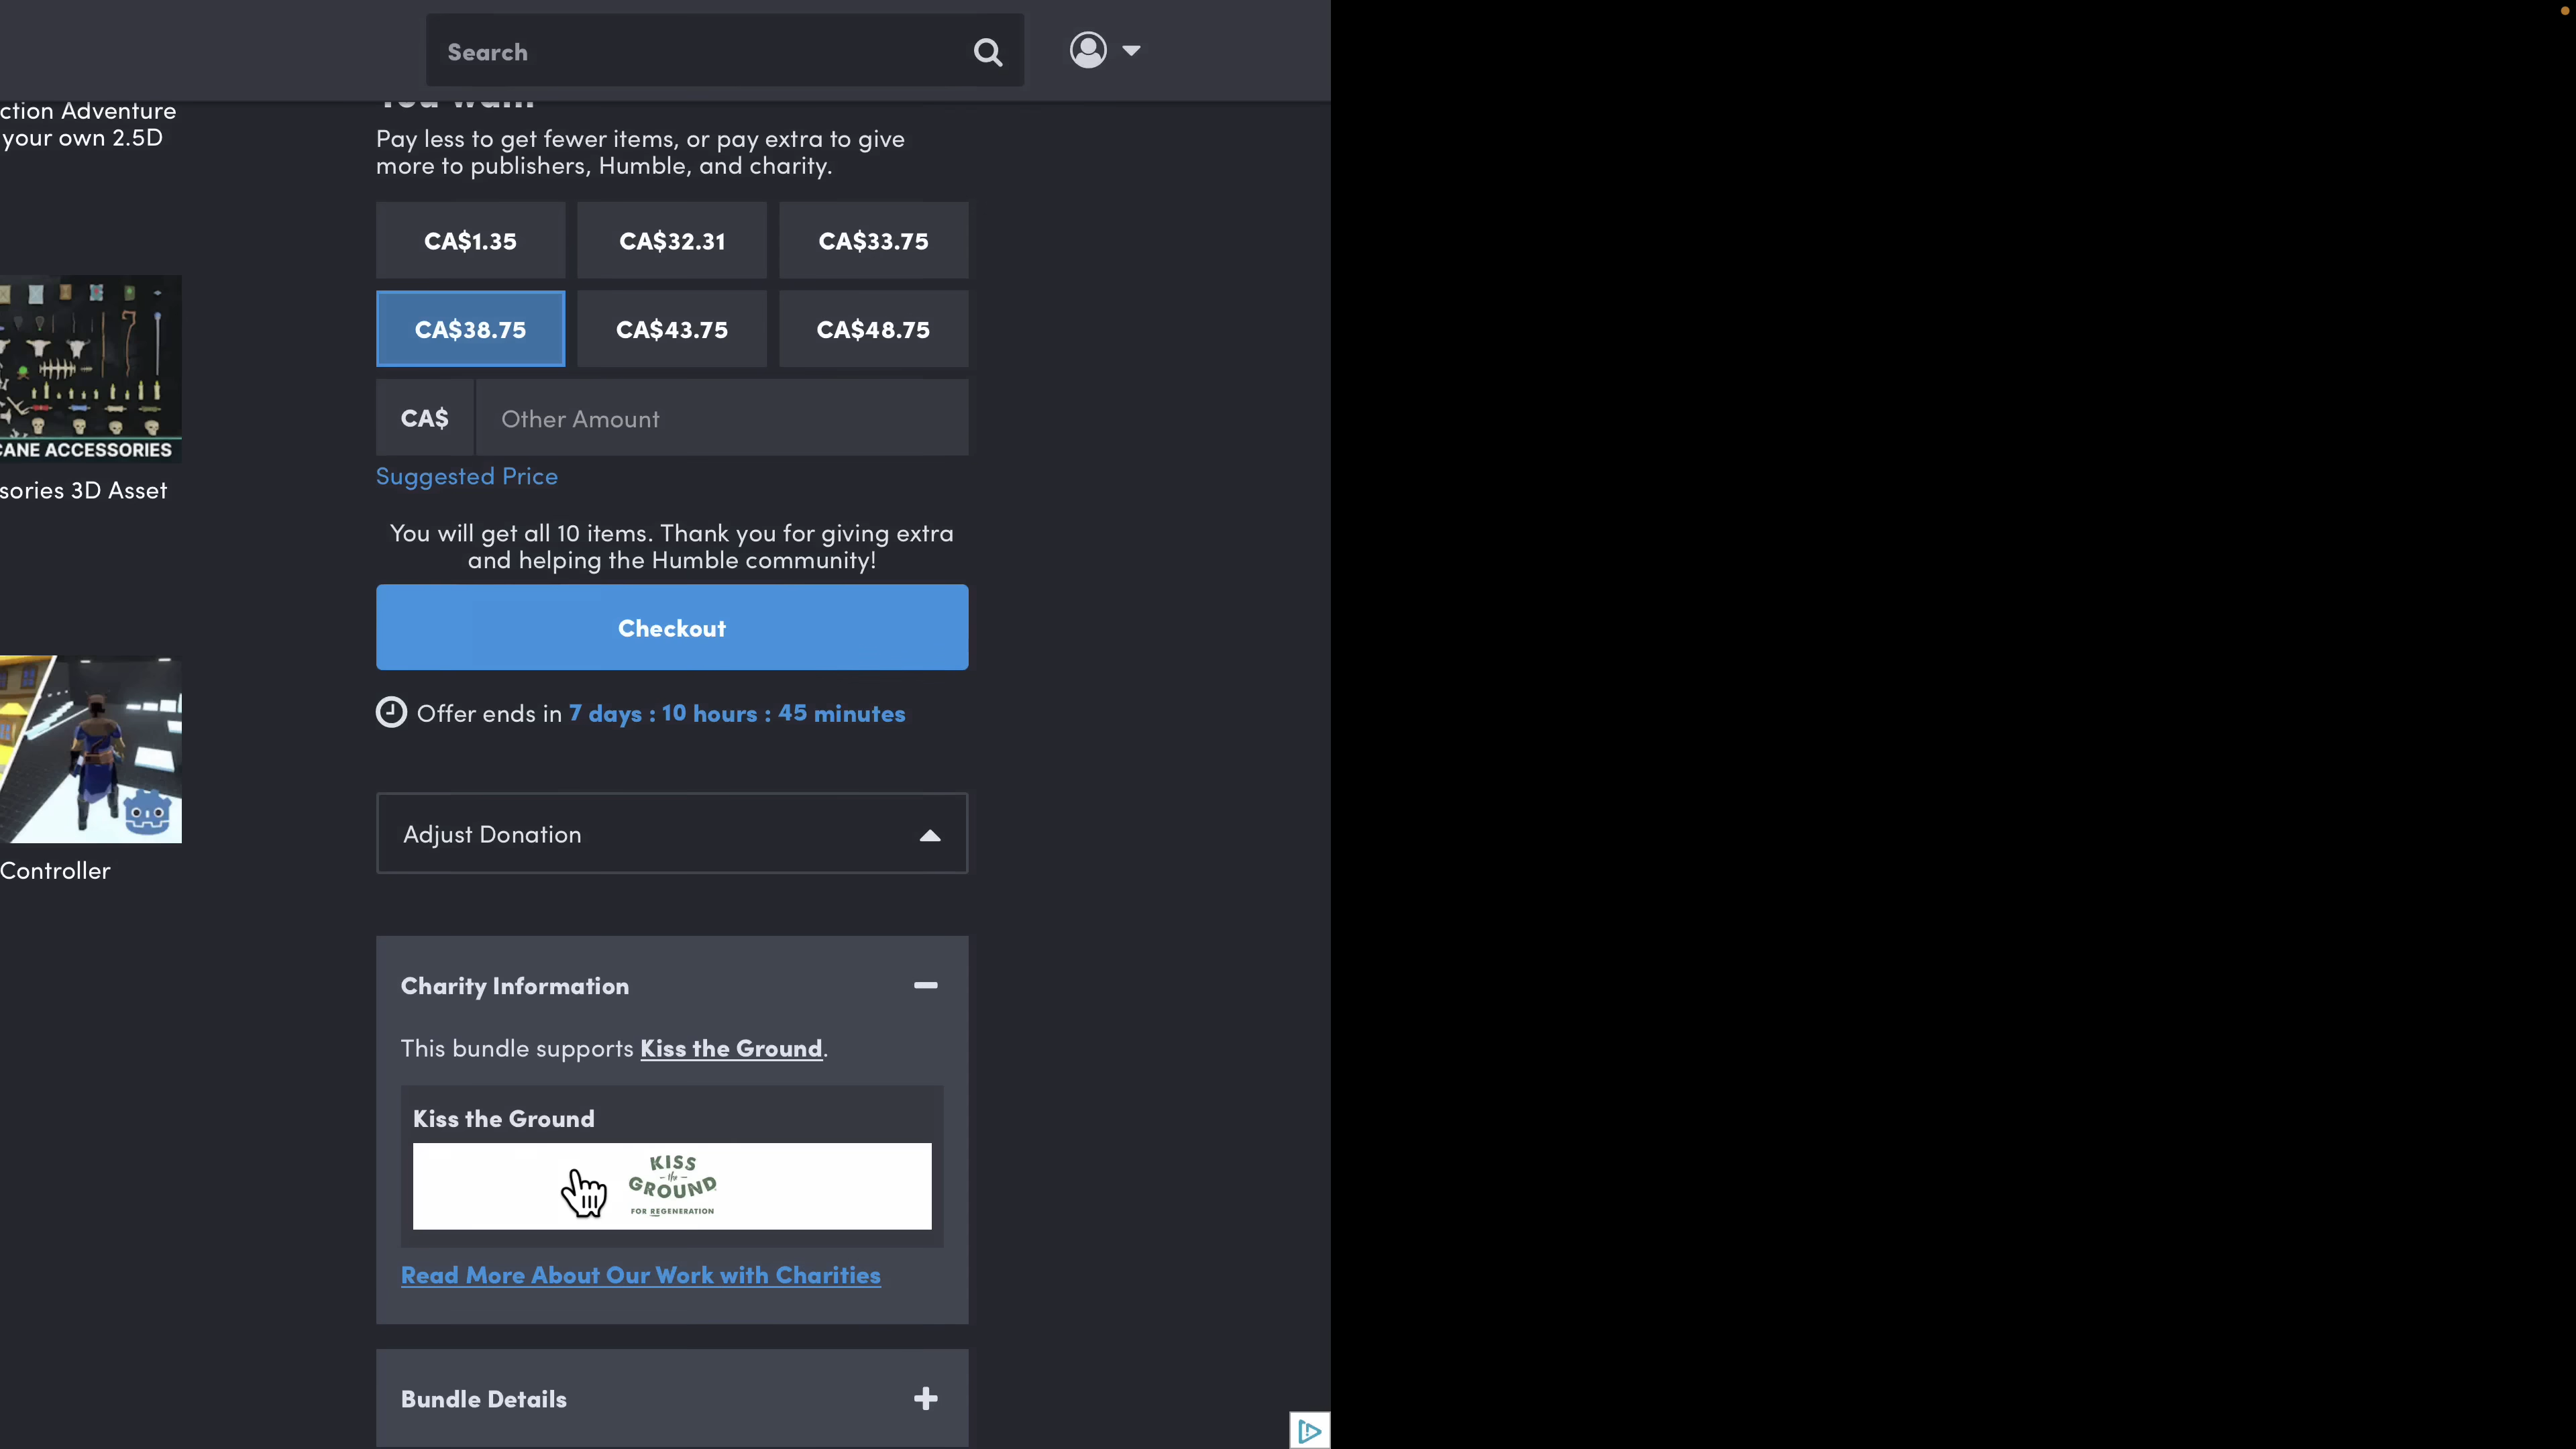 Search
ction Adventure
your own 2.5D
CANE ACCESSORIES
sories 3D Asset
Controller
You want
Pay less to get fewer items, or pay extra to give
more to publishers, Humble, and charity.
CA$1.35
CA$32.31
CA$33.75
CA$38.75
CA$43.75
CA$48.75
CA$
Other Amount
Suggested Price
You will get all 10 items. Thank you for giving extra
and helping the Humble community!
Checkout
Offer ends in 7 days : 10 hours : 45 minutes
Adjust Donation
Charity Information
This bundle supports Kiss the Ground.
Kiss the Ground
KISS
- the -
GROUND
FOR REGENERATION
Read More About Our Work with Charities
Bundle Details